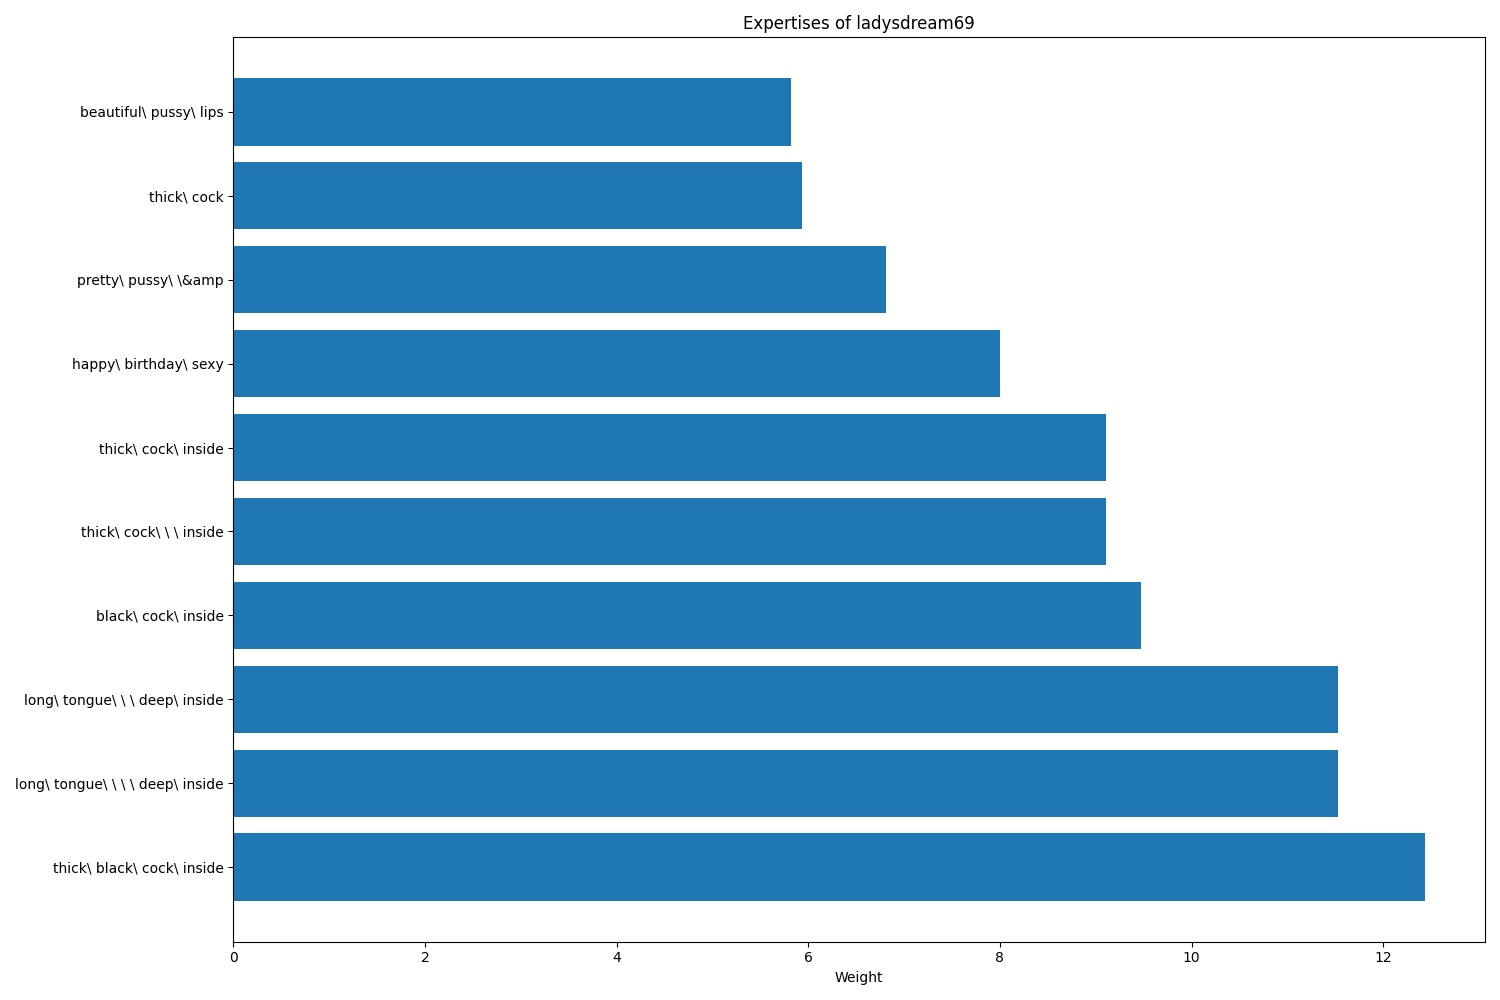 Expertises of ladysdream69
beautiful\ pussy\ lips
thick\ cock
pretty\ pussy\ \&amp
happy\ birthday\ sexy
thick\ cock\ inside
thick\ cock\ \ \ inside
black\ cock\ inside
long\ tongue\ \ \ deep\ inside
long\ tongue\ \ \ \ deep\ inside
thick\ black\ cock\ inside
0 2 4 6 8 10 12
Weight